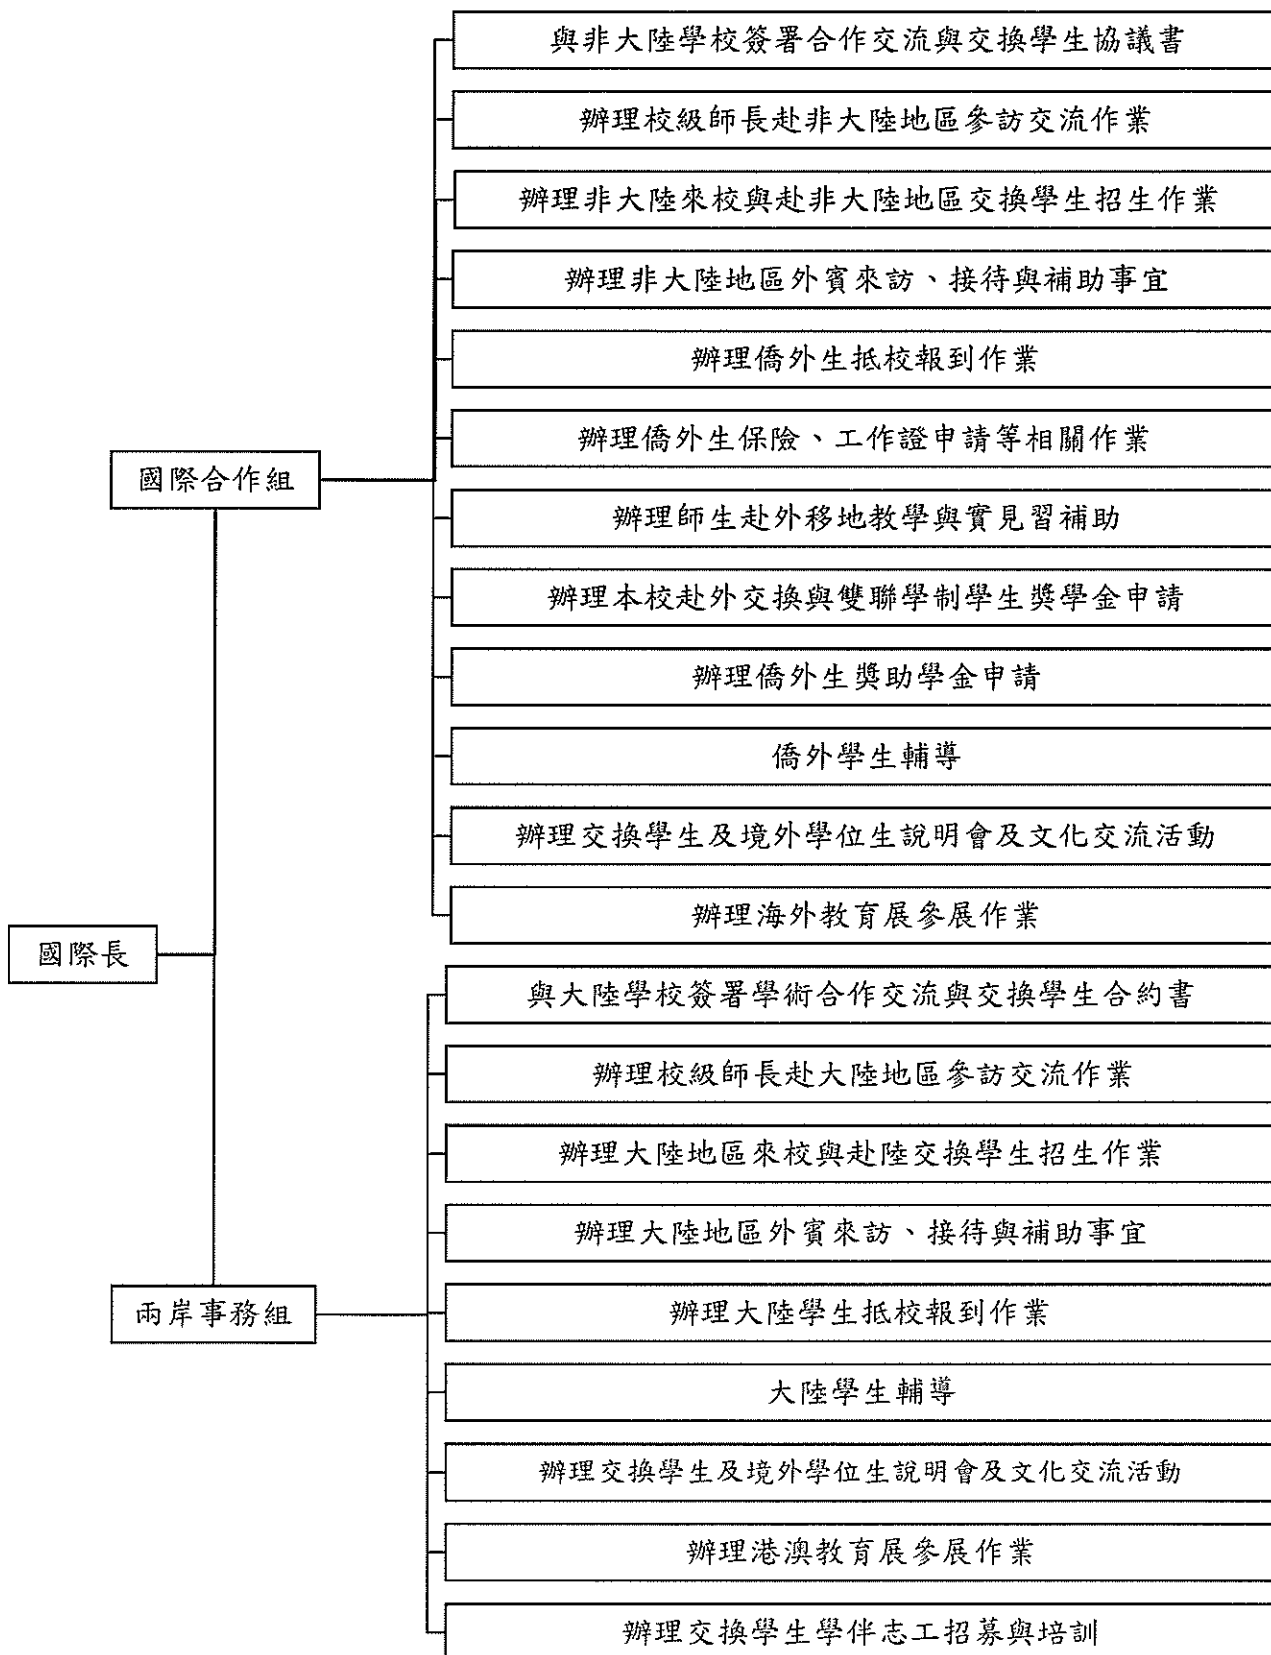 與非大陸學校簽署合作交流與交換學生協議書
辦理校級師長赴非大陸地區參訪交流作業
辦理非大陸來校與赴非大陸地區交換學生招生作業
辦理非大陸地區外賓來訪、接待與補助事宜
辦理僑外生抵校報到作業
辦理僑外生保險、工作證申請等相關作業
國際合作組
辦理師生赴外移地教學與實見習補助
辦理本校赴外交換與雙聯學制學生獎學金申請
辦理僑外生獎助學金申請
僑外學生輔導
辦理交換學生及境外學位生說明會及文化交流活動
辦理海外教育展參展作業
國際長
與大陸學校簽署學術合作交流與交換學生合約書
辦理校級師長赴大陸地區參訪交流作業
辦理大陸地區來校與赴陸交換學生招生作業
辦理大陸地區外賓來訪、接待與補助事宜
兩岸事務組
辦理大陸學生抵校報到作業
大陸學生輔導
辦理交換學生及境外學位生說明會及文化交流活動
辦理港澳教育展參展作業
辦理交換學生學伴志工招募與培訓